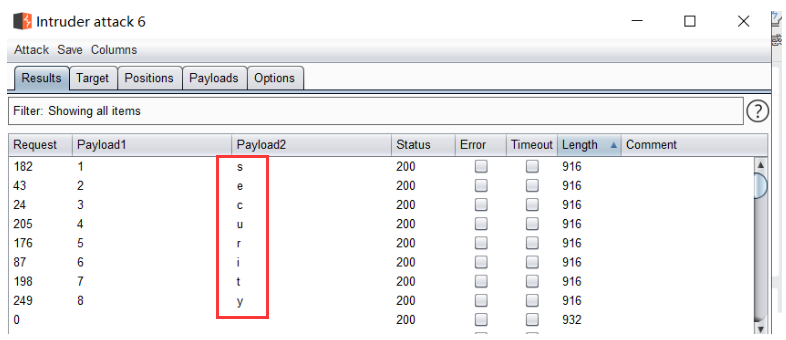 Intruder attack 6
Attack Save Columns
Results Target Positions Payloads Options
Filter: Showing all items ?
Request Payload1 Payload2 Status Error Timeout Length Comment
182 1 s 200 916
43 2 e 200 916
24 3 c 200 916
205 4 u 200 916
176 5 r 200 916
87 6 i 200 916
198 7 t 200 916
249 8 y 200 916
0 200 932